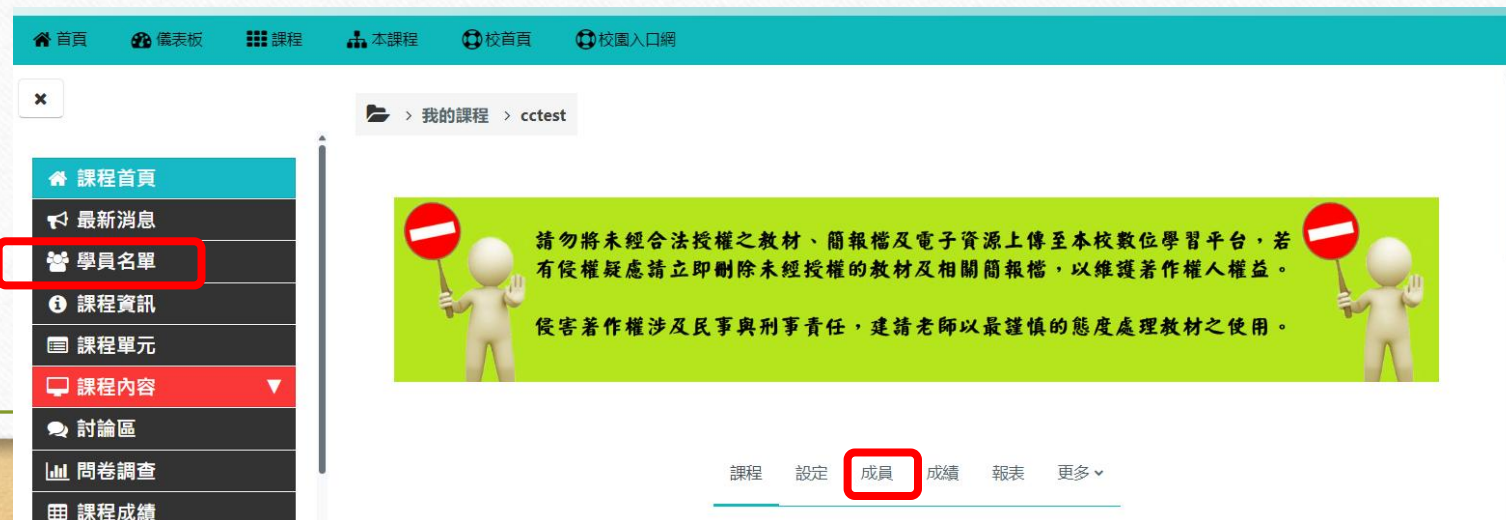 首頁 儀表板 課程 本課程 校首頁 校園入口網
× 
> 我的課程 > cctest
課程首頁
最新消息
學員名單
課程資訊
課程單元
課程內容 ▼
討論區
問卷調查
課程成績
請勿將未經合法授權之教材、簡報檔及電子資源上傳至本校數位學習平台,若
有侵權疑慮請立即刪除未經授權的教材及相關簡報檔,以維護著作權人權益。
侵害著作權涉及民事與刑事責任,建請老師以最謹慎的態度處理教材之使用。
課程 設定 成員 成績 報表 更多